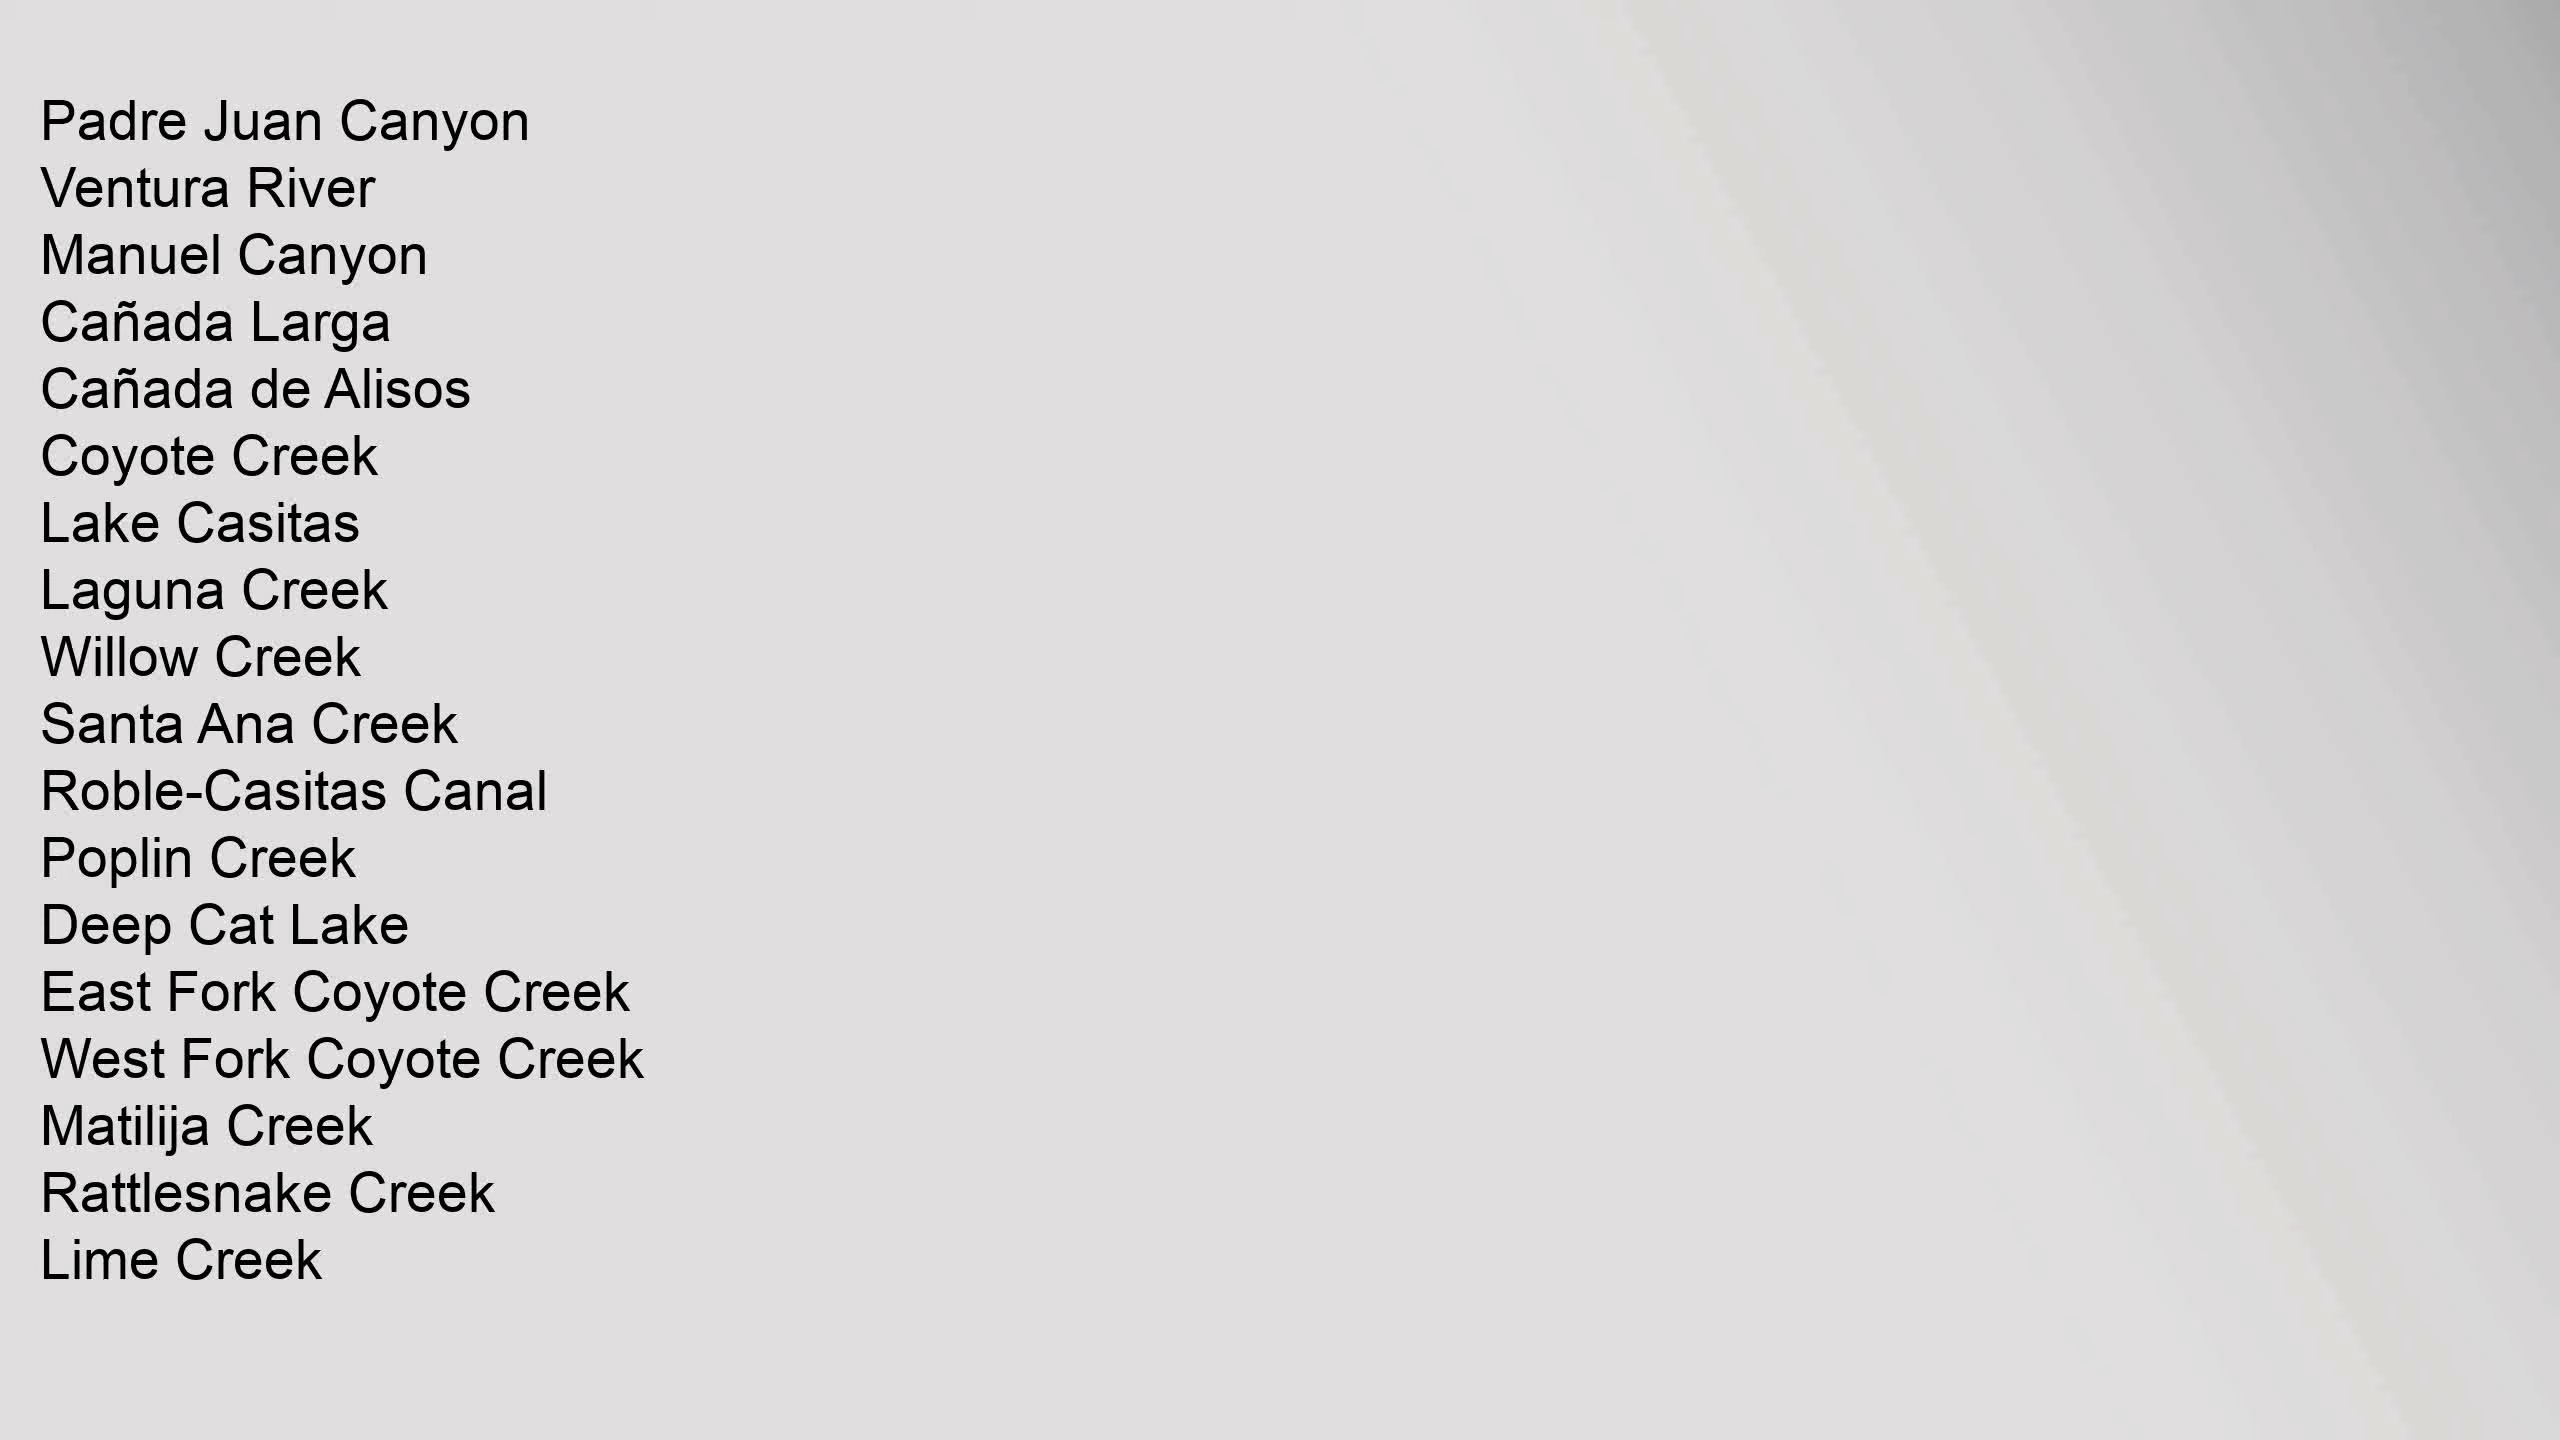 Padre Juan Canyon
Ventura River
Manuel Canyon
Cañada Larga
Cañada de Alisos
Coyote Creek
Lake Casitas
Laguna Creek
Willow Creek
Santa Ana Creek
Roble-Casitas Canal
Poplin Creek
Deep Cat Lake
East Fork Coyote Creek
West Fork Coyote Creek
Matilija Creek
Rattlesnake Creek
Lime Creek